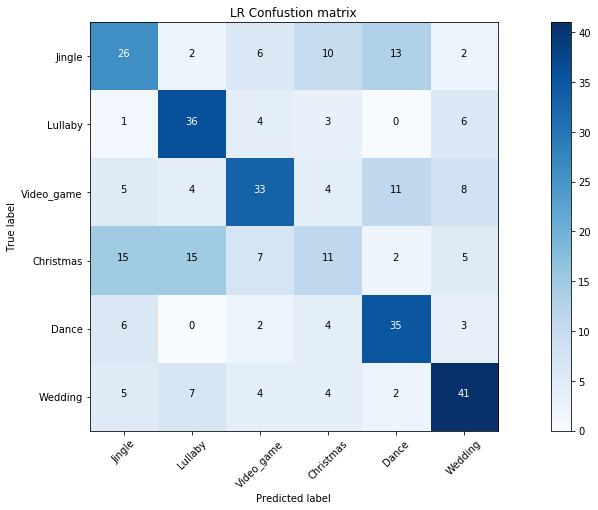 LR Confustion matrix
Jingle 26 2 6 10 13 2
Lullaby 1 36 4 3 0 6
Video_game 5 4 33 4 11 8
Christmas 15 15 7 11 2 5
Dance 6 0 2 4 35 3
Wedding 5 7 4 4 2 41
Jingle Lullaby Video_game Christmas Dance Wedding
True label
Predicted label
40
35
30
25
20
15
10
5
0